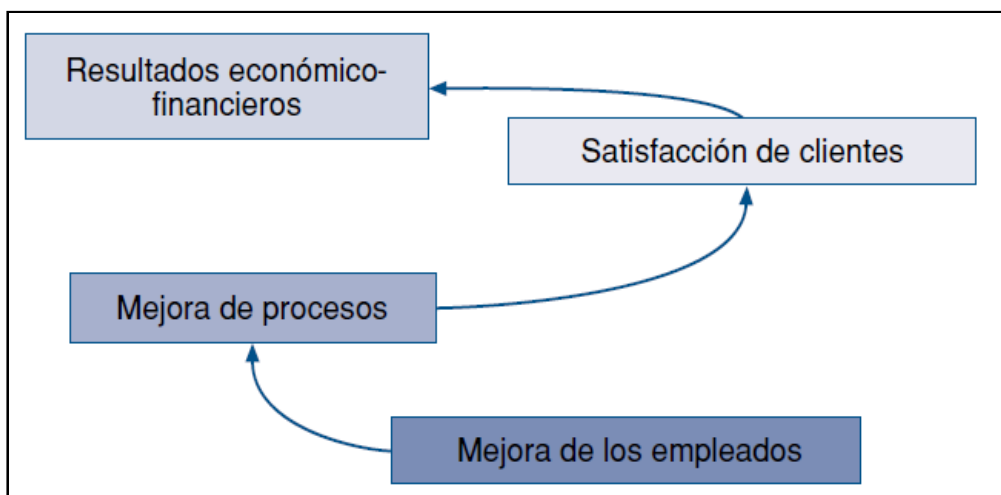 Resultados económico-
financieros
Satisfacción de clientes
Mejora de procesos
Mejora de los empleados